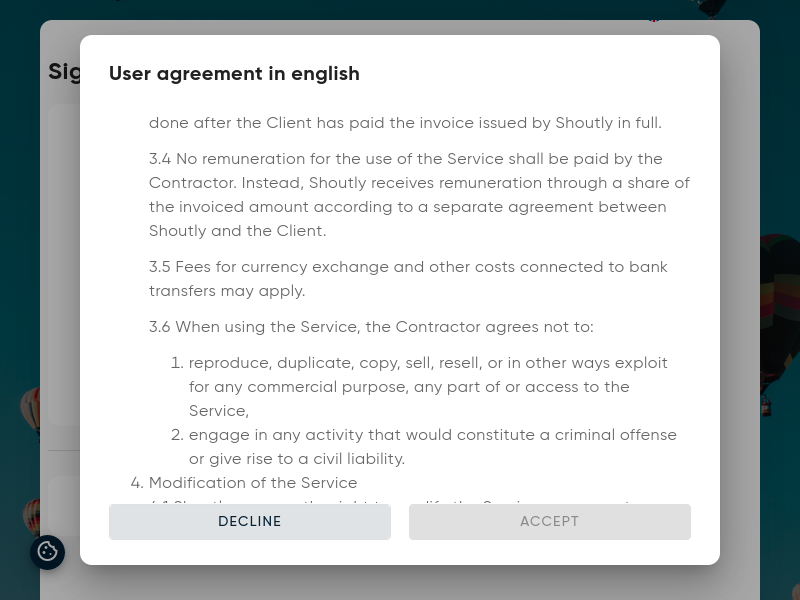 Sig
User agreement in english
done after the Client has paid the invoice issued by Shoutly in full.
3.4 No remuneration for the use of the Service shall be paid by the
Contractor. Instead, Shoutly receives remuneration through a share of
the invoiced amount according to a separate agreement between
Shoutly and the Client.
3.5 Fees for currency exchange and other costs connected to bank
transfers may apply.
3.6 When using the Service, the Contractor agrees not to:
1. reproduce, duplicate, copy, sell, resell, or in other ways exploit
for any commercial purpose, any part of or access to the
Service,
2. engage in any activity that would constitute a criminal offense
or give rise to a civil liability.
4. Modification of the Service
DECLINE
ACCEPT